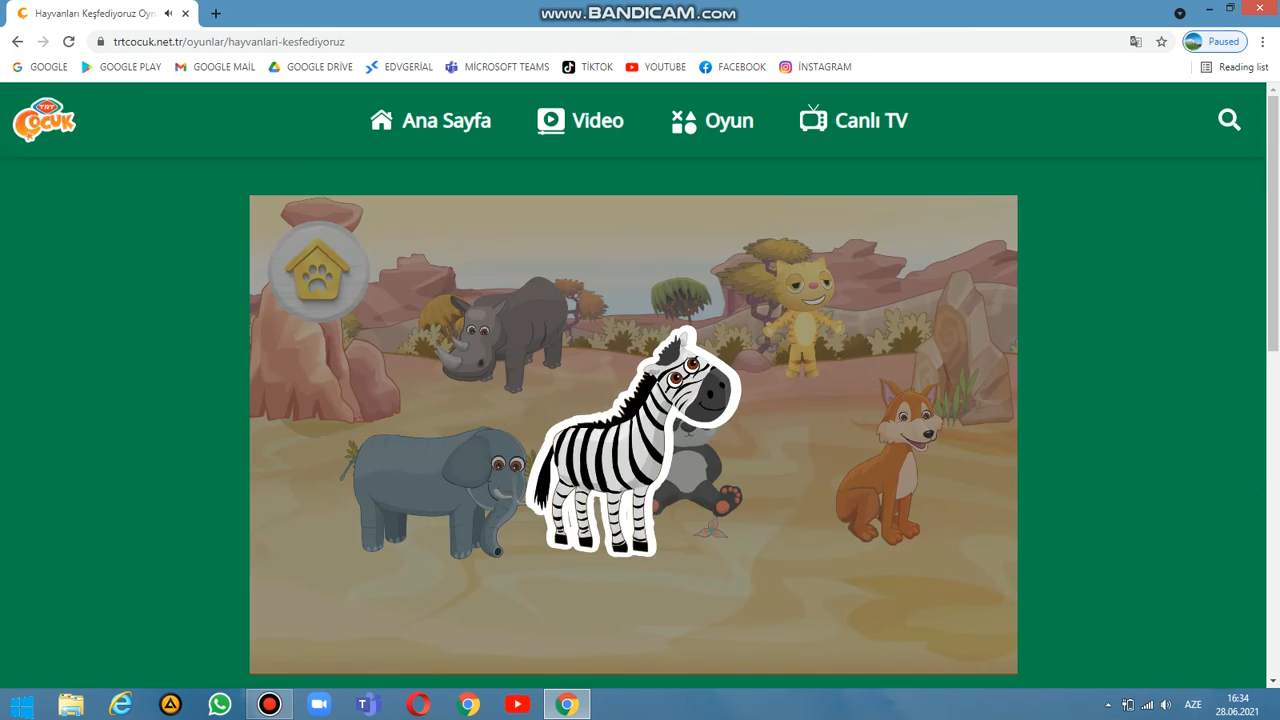 www.BANDICAM.com
Hayvanları Keşfediyoruz Oyn
trtcocuk.net.tr/oyunlar/hayvanlari-kesfediyoruz
Paused
GOOGLE
GOOGLE PLAY
GOOGLE MAİL
GOOGLE DRİVE
EDVGERİAL
MİCROSOFT TEAMS
TİKTOK
YOUTUBE
FACEBOOK
İNSTAGRAM
Reading list
TRT
ÇOCUK
Ana Sayfa
Video
Oyun
Canlı TV
16:34
AZE
28.06.2021